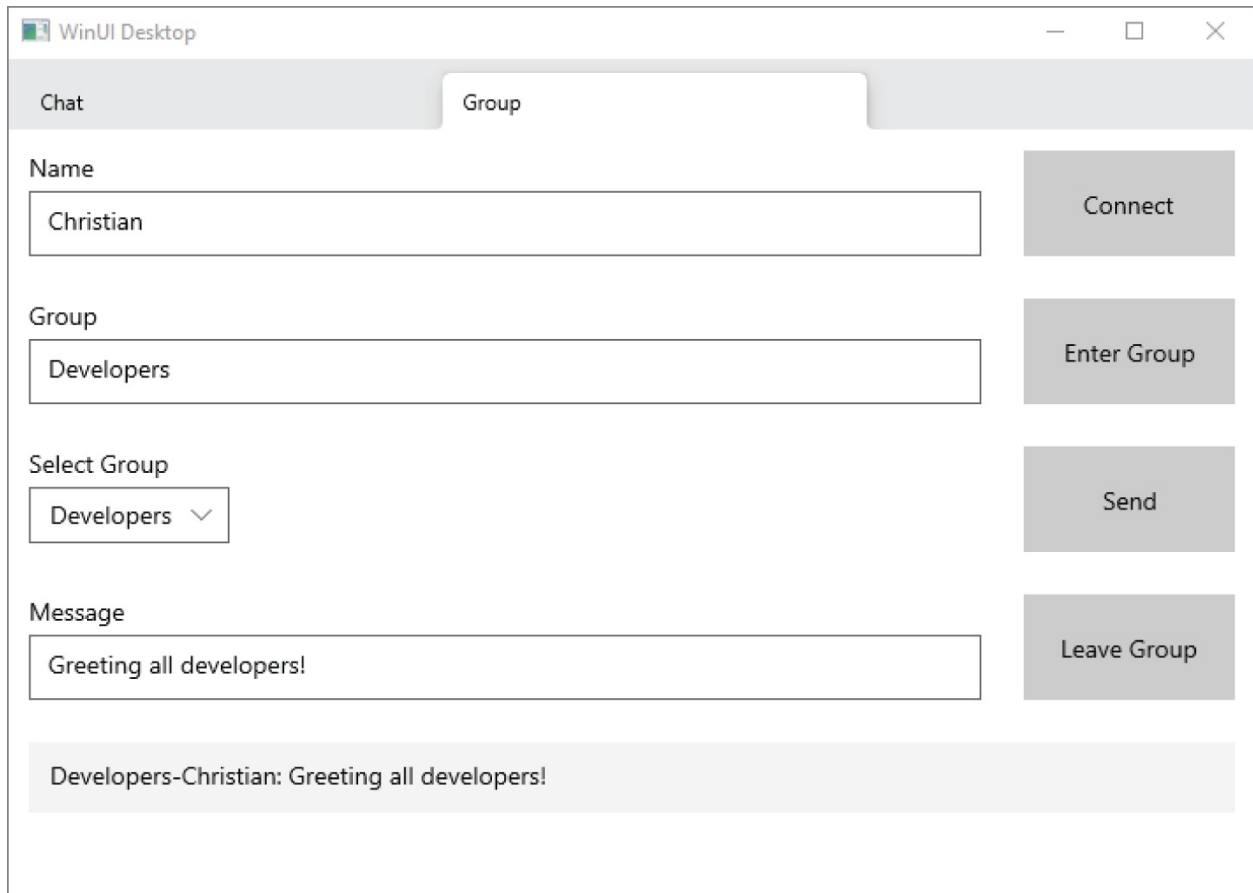 WinUI Desktop
Chat
Group
Name
Christian
Connect
Group
Developers
Enter Group
Select Group
Developers
Send
Message
Greeting all developers!
Leave Group
Developers-Christian: Greeting all developers!